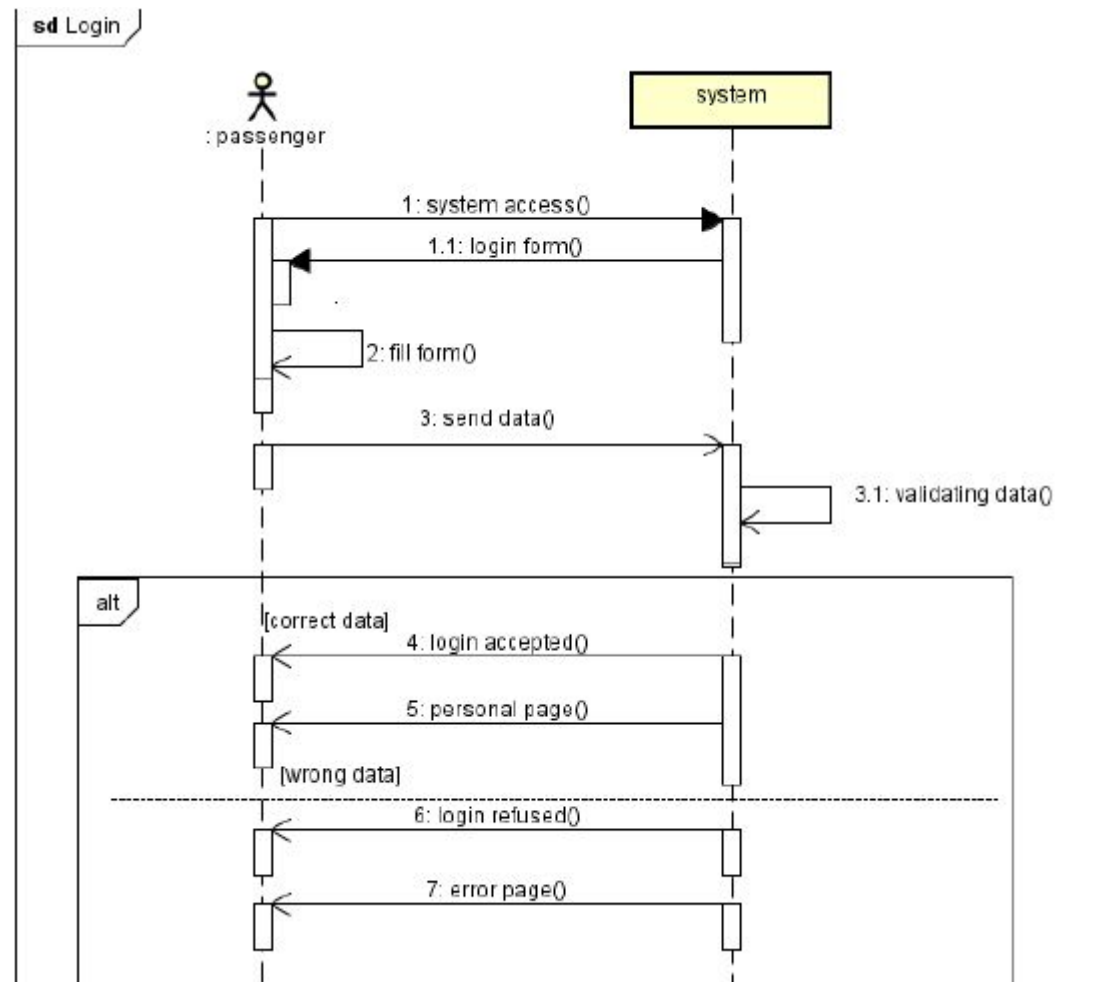 sd Login
system
: passenger
1: system access()
1.1: login form()
2: fill form()
3: send data()
3.1: validating data()
alt
[correct data]
4: login accepted()
5: personal page()
[wrong data]
6: login refused()
7: error page()